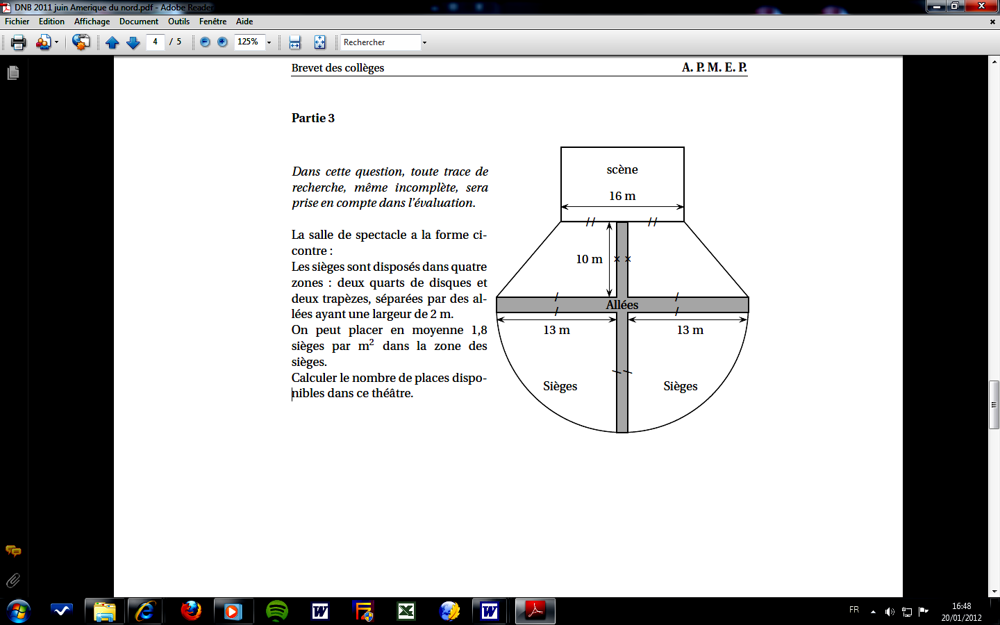 DNB 2011 juin Amerique du nord.pdf - Adobe Reader
Fichier Edition Affichage Document Outils Fenêtre Aide
4 / 5 125% Rechercher
Brevet des collèges A. P. M. E. P.
Partie 3
Dans cette question, toute trace de
recherche, même incomplète, sera
prise en compte dans l'évaluation.
La salle de spectacle a la forme ci-
contre :
Les sièges sont disposés dans quatre
zones : deux quarts de disques et
deux trapèzes, séparées par des al-
lées ayant une largeur de 2 m.
On peut placer en moyenne 1,8
sièges par m² dans la zone des
sièges.
Calculer le nombre de places dispo-
nibles dans ce théâtre.
scène
16 m
10 m
Allées
13 m 13 m
Sièges Sièges
FR 16:48
20/01/2012